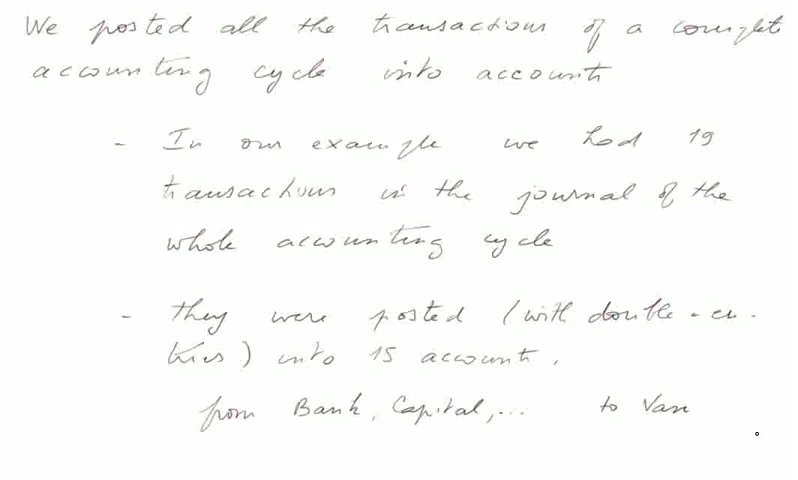 We posted all the transactions of a complete
accounting cycle into accounts
- In our example we had 19
transactions in the journal of the
whole accounting cycle
- they were posted (with double-en-
tries) into 15 accounts.
from Bank, Capital,... to Van